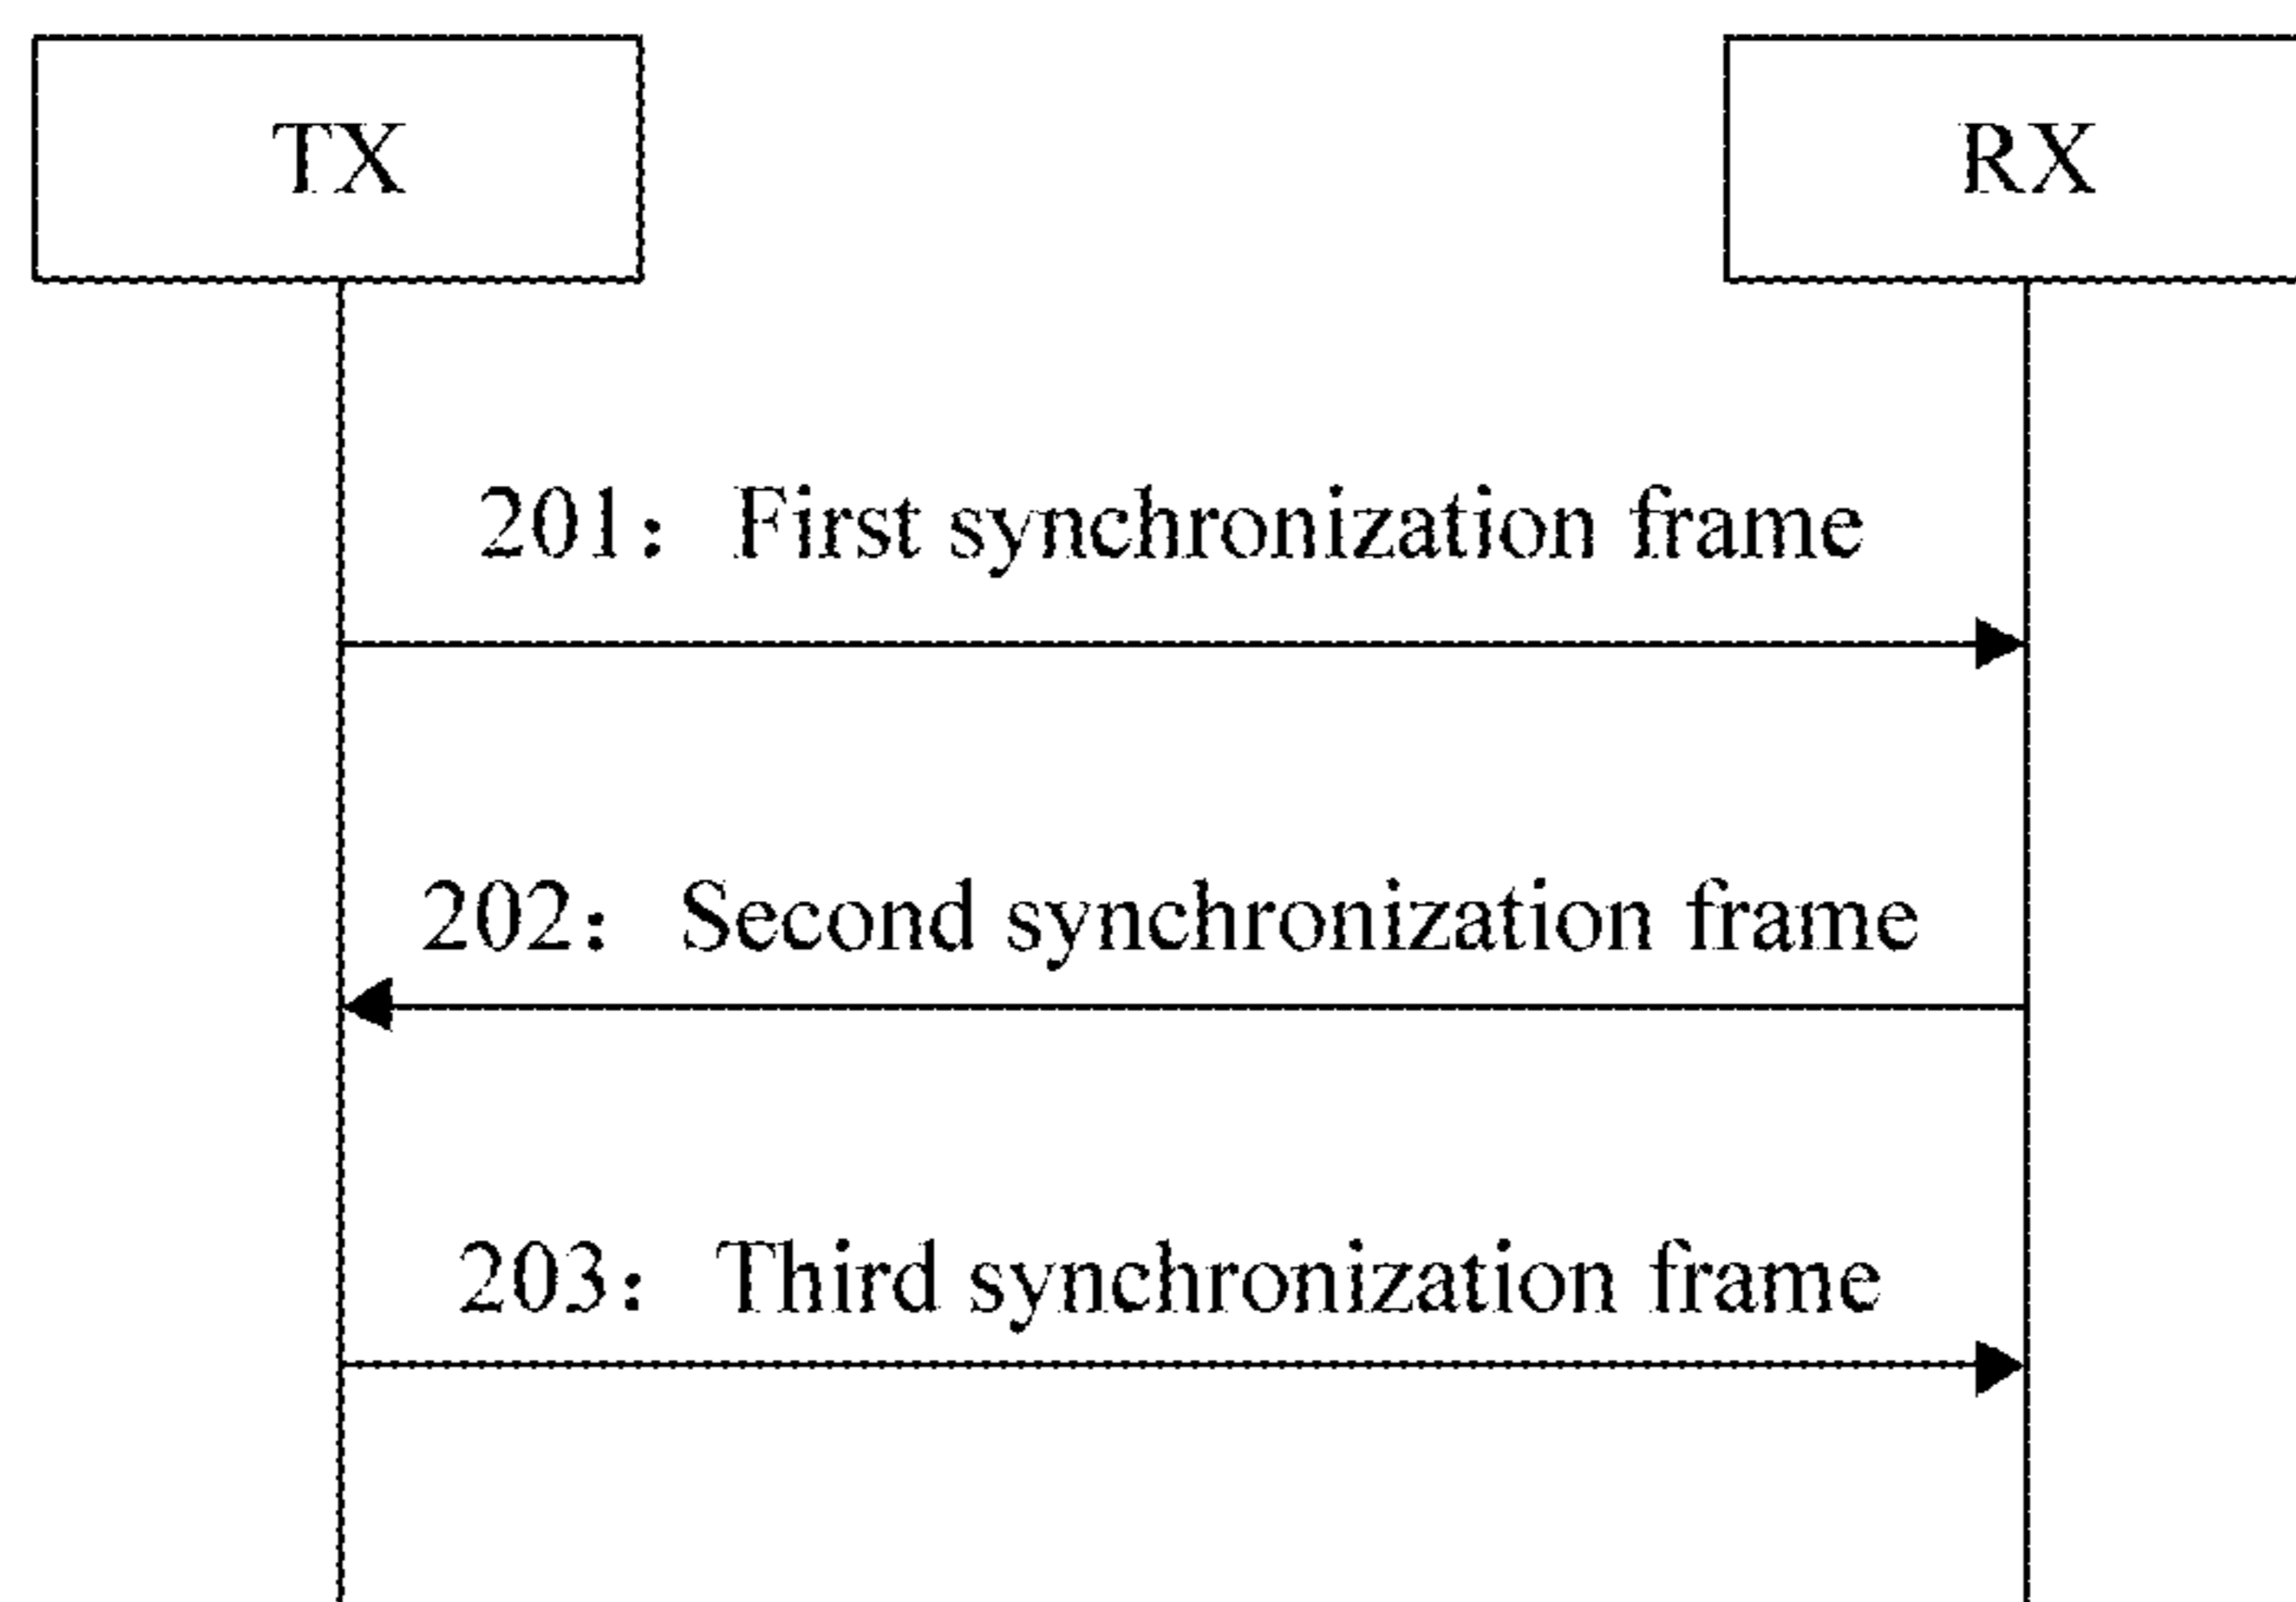 TX
RX
201： First synchronization frame
202： Second synchronization frame
203： Third synchronization frame